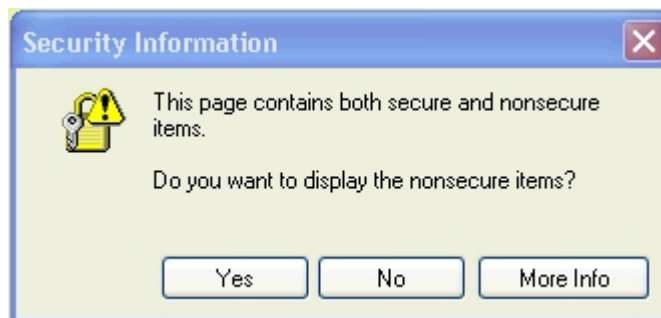 Security Information
This page contains both secure and nonsecure
items.
Do you want to display the nonsecure items?
Yes
No
More Info